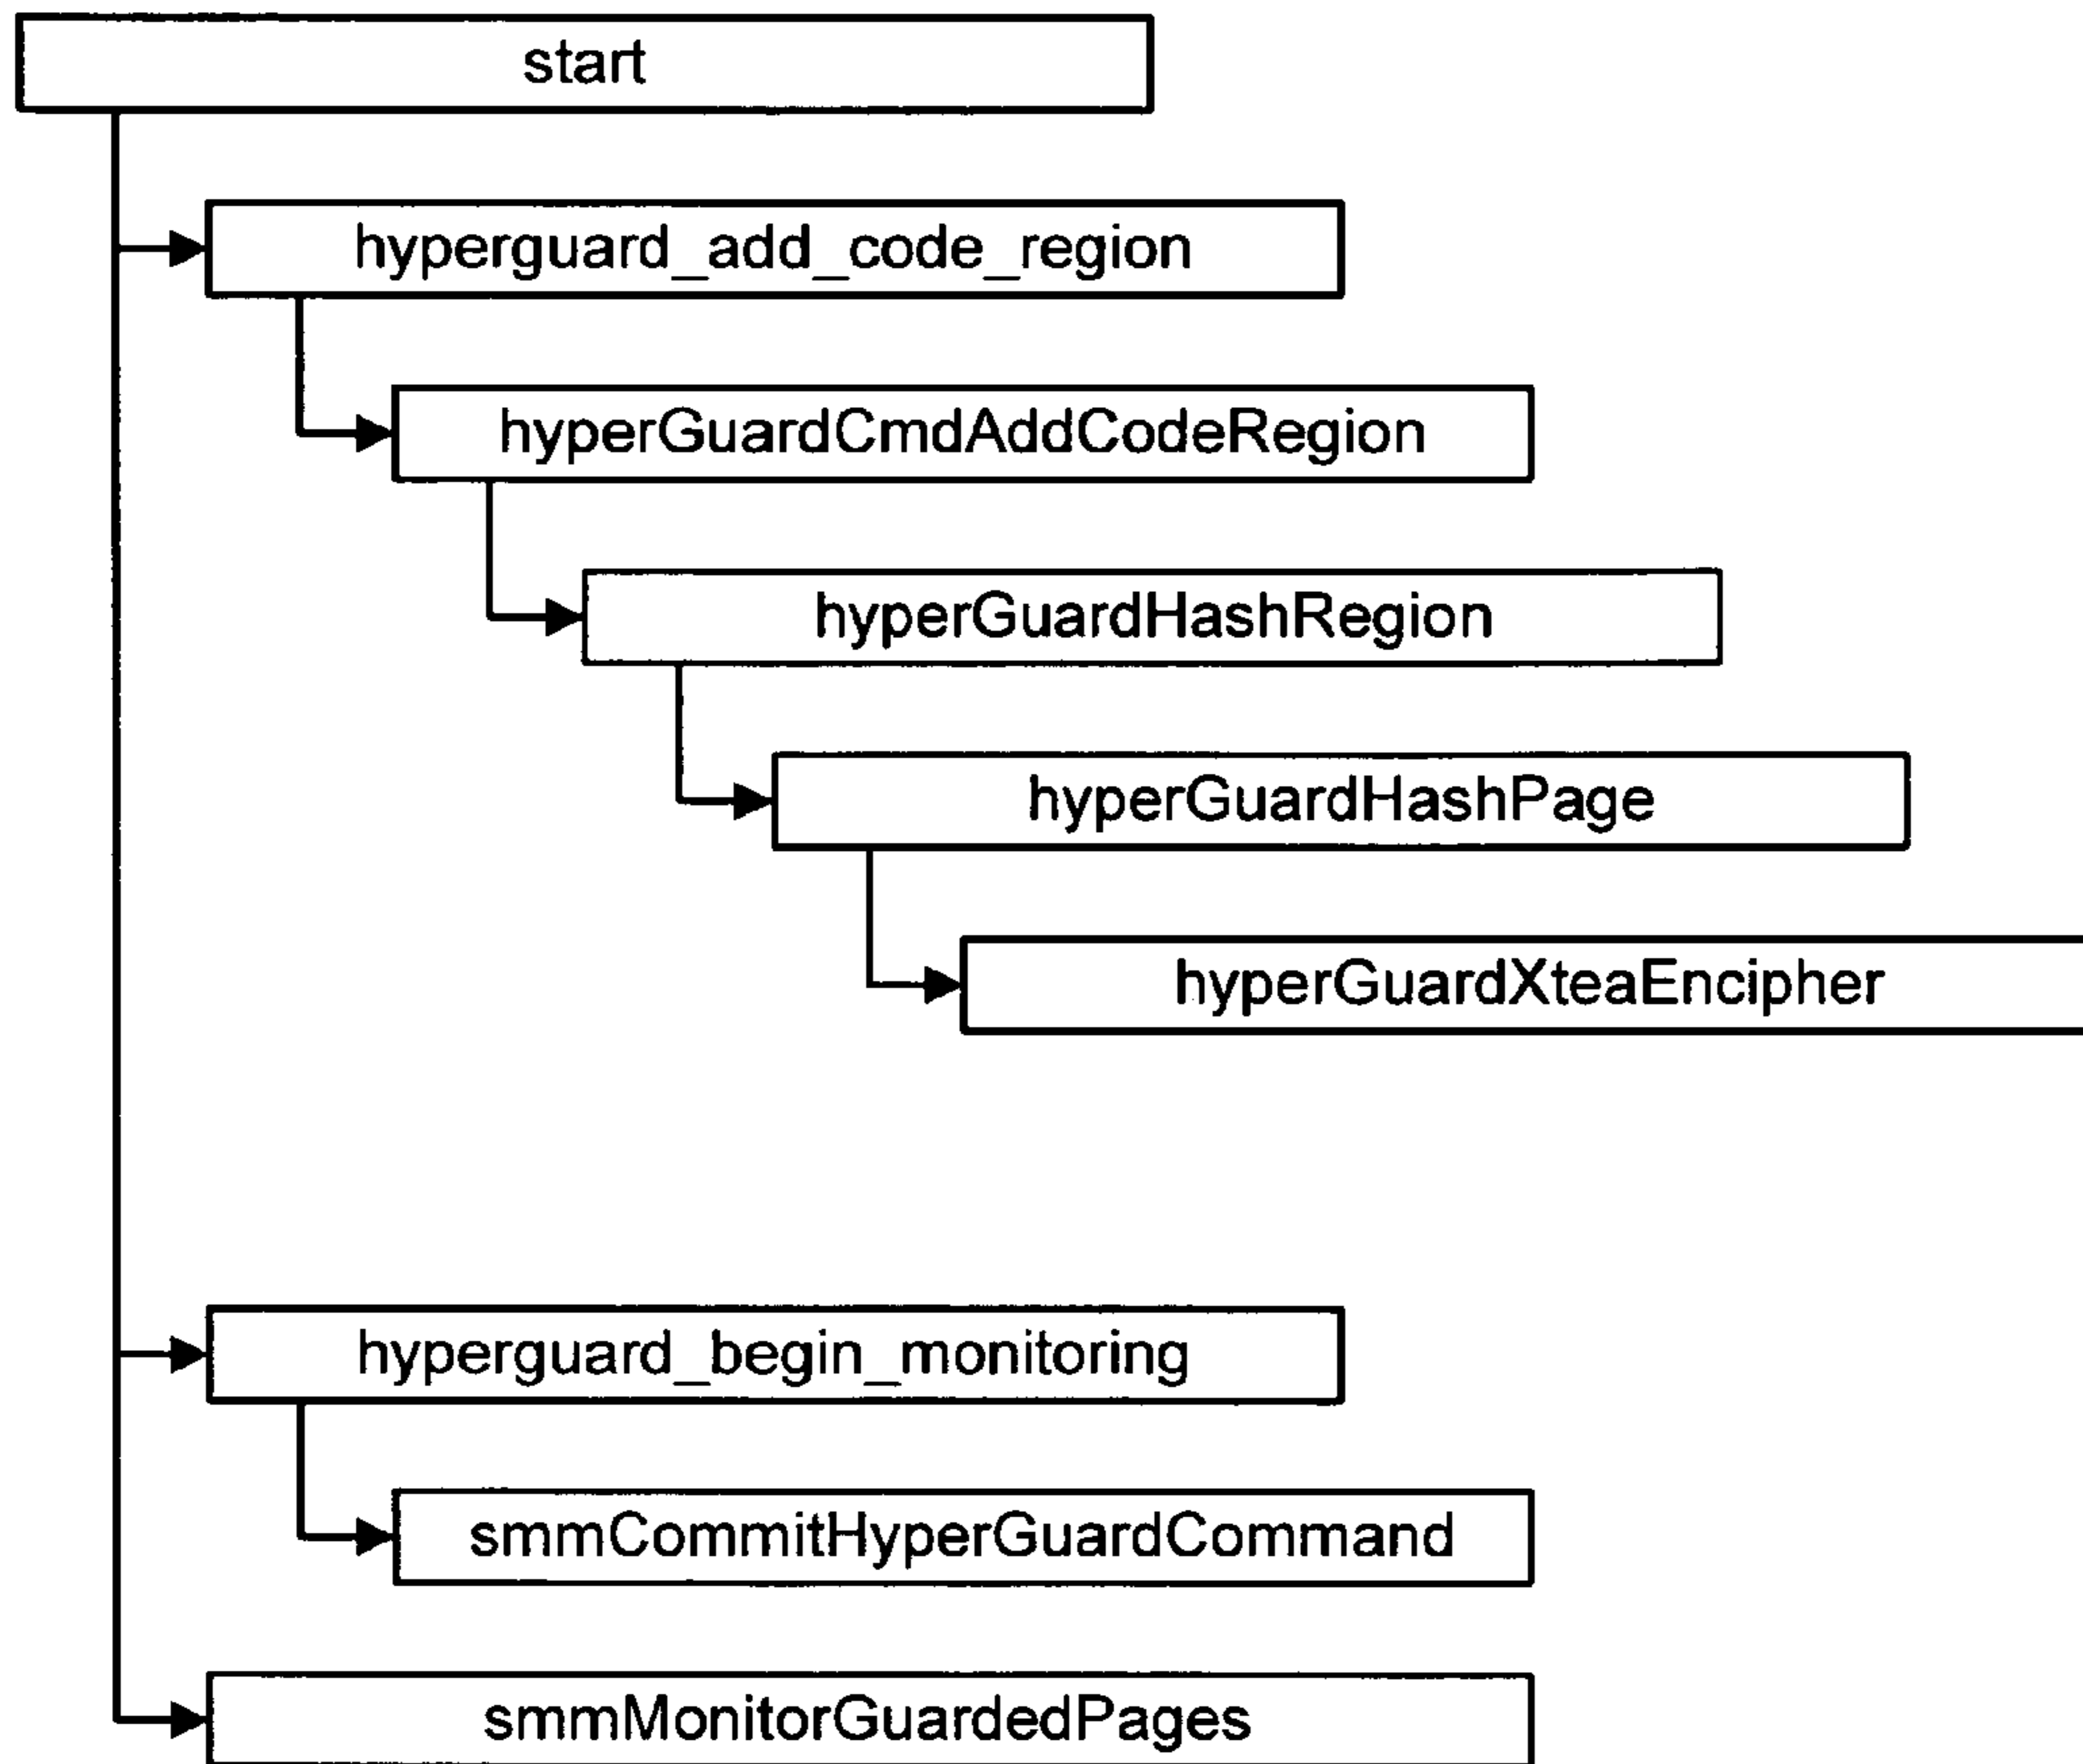 start
hyperguard_add_code_region
hyperGuardCmdAddCodeRegion
hyperGuardHashRegion
hyperGuardHashPage
hyperGuardXteaEncipher
hyperguard_begin_monitoring
smmCommitHyperGuardCommand
smmMonitorGuardedPages